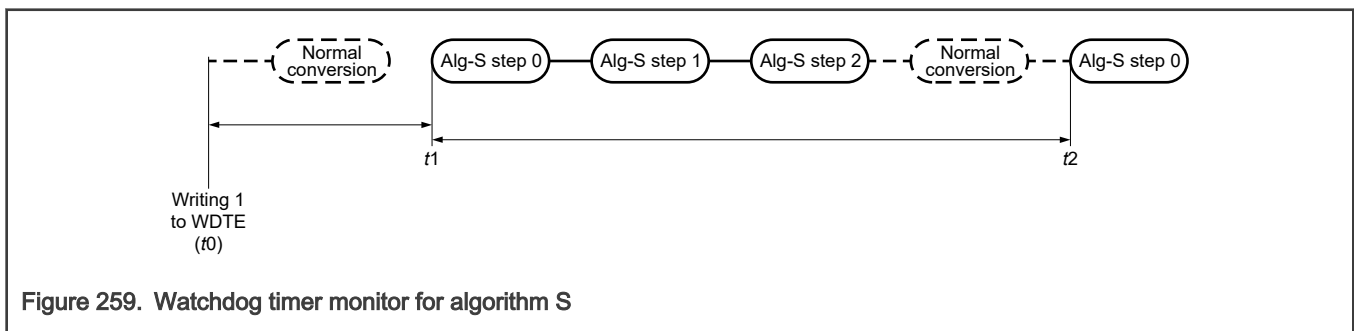 Normal
conversion
Alg-S step 0
Alg-S step 1
Alg-S step 2
Normal
conversion
Alg-S step 0
t1
t2
Writing 1
to WDTE
(t0)
Figure 259. Watchdog timer monitor for algorithm S